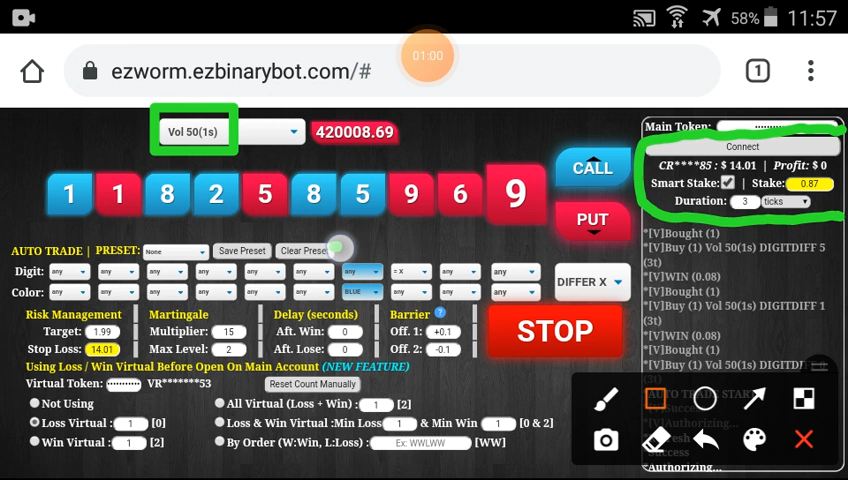 58% 11:57
ezworm.ezbinarybot.com/#
01:00
1
Vol 50(1s)
420008.69
1 1 8 2 5 8 5 9 6 9
CALL
PUT
AUTO TRADE | PRESET: None Save Preset Clear Preset
Digit: any any any any any any any = X any any
Color: any any any any any any BLUE any any any
DIFFER X
STOP
Risk Management Martingale Delay (seconds) Barrier ?
Target: 1.99 Multiplier: 15 Aft. Win: 0 Off. 1: +0.1
Stop Loss: 14.01 Max Level: 2 Aft. Lose: 0 Off. 2: -0.1
Using Loss / Win Virtual Before Open On Main Account (NEW FEATURE)
Virtual Token: VR*******53 Reset Count Manually
Not Using All Virtual (Loss + Win) : 1 [2]
Loss Virtual : 1 [0] Loss & Win Virtual :Min Loss 1 & Min Win 1 [0 & 2]
Win Virtual : 1 [2] By Order (W:Win, L:Loss) : Ex: WWLWW [WW]
Main Token:
Connect
CR****85 : $ 14.01 | Profit: $ 0
Smart Stake: Stake: 0.87
Duration: 3 ticks
*[V]Bought (1)
*[V]Buy (1) Vol 50(1s) DIGITDIFF 5
(3t)
*[V]WIN (0.08)
*[V]Bought (1)
*[V]Buy (1) Vol 50(1s) DIGITDIFF 1
(3t)
*[V]WIN (0.08)
*[V]Bought (1)
*[V]Buy (1) Vol 50(1s)
(3t)
*Authorizing...